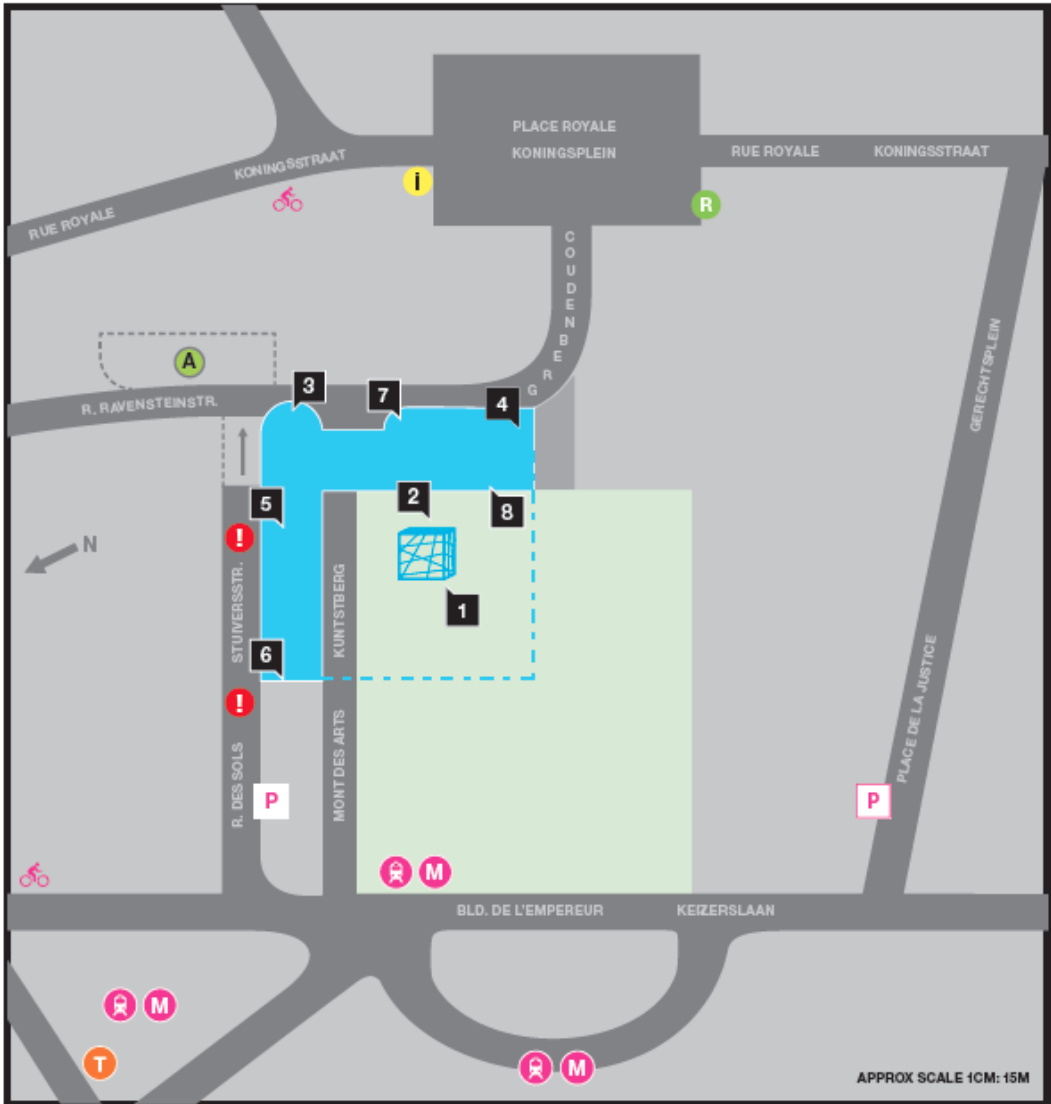 PLACE ROYALE
KONINGSPLEIN
KONINGSSTRAAT
RUE ROYALE
RUE ROYALE
KONINGSSTRAAT
i
R
COUDENBERG
A
R. RAVENSTEINSTR.
3
7
4
GERECHTSPLEIN
PLACE DE LA JUSTICE
N
5
2
8
!
STUIVERSSTR.
KUNTSTBERG
1
6
!
R. DES SOLS
MONT DES ARTS
P
P
M
BLD. DE L'EMPEREUR
KEIZERSLAAN
M
T
M
APPROX SCALE 1CM: 15M